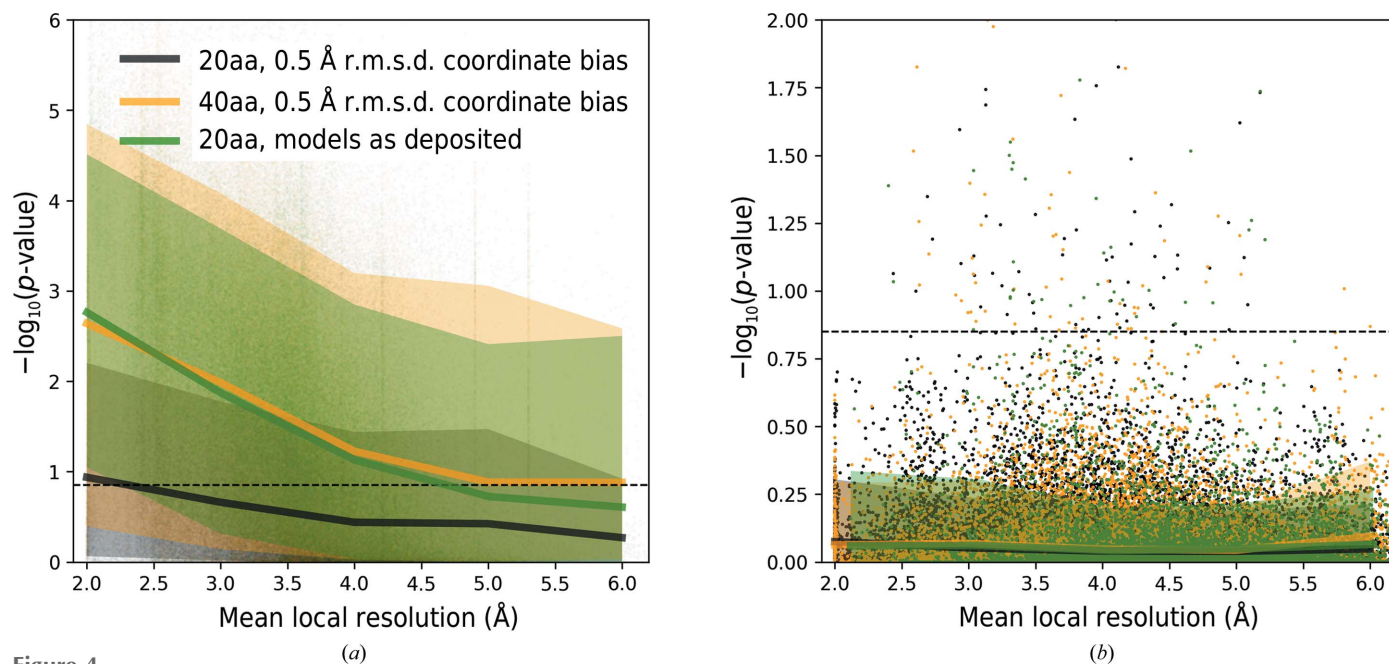 6
5
4
3
2
1
0
−log10(p-value)
20aa, 0.5 Å r.m.s.d. coordinate bias
40aa, 0.5 Å r.m.s.d. coordinate bias
20aa, models as deposited
2.0 2.5 3.0 3.5 4.0 4.5 5.0 5.5 6.0
Mean local resolution (Å)
(a)
2.00
1.75
1.50
1.25
1.00
0.75
0.50
0.25
0.00
−log10(p-value)
2.0 2.5 3.0 3.5 4.0 4.5 5.0 5.5 6.0
Mean local resolution (Å)
(b)
Figure 4